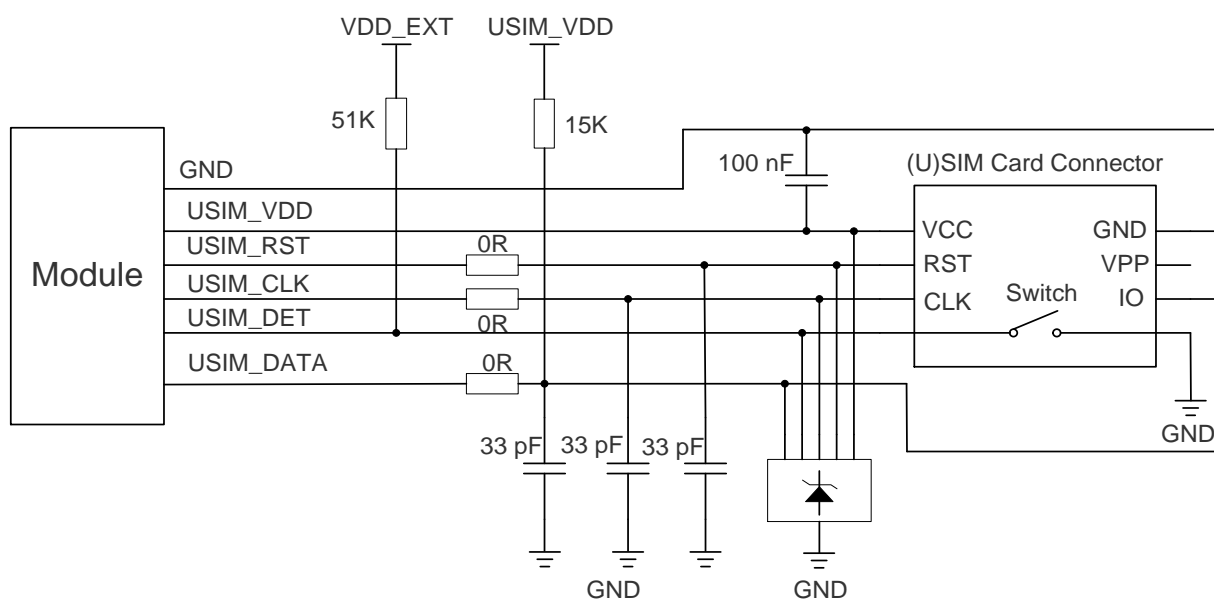 VDD_EXT USIM_VDD
51K 15K
Module
GND
USIM_VDD
USIM_RST
USIM_CLK
USIM_DET
USIM_DATA
0R
0R
0R
100 nF
(U)SIM Card Connector
VCC GND
RST VPP
CLK Switch IO
GND
33 pF 33 pF 33 pF
GND GND